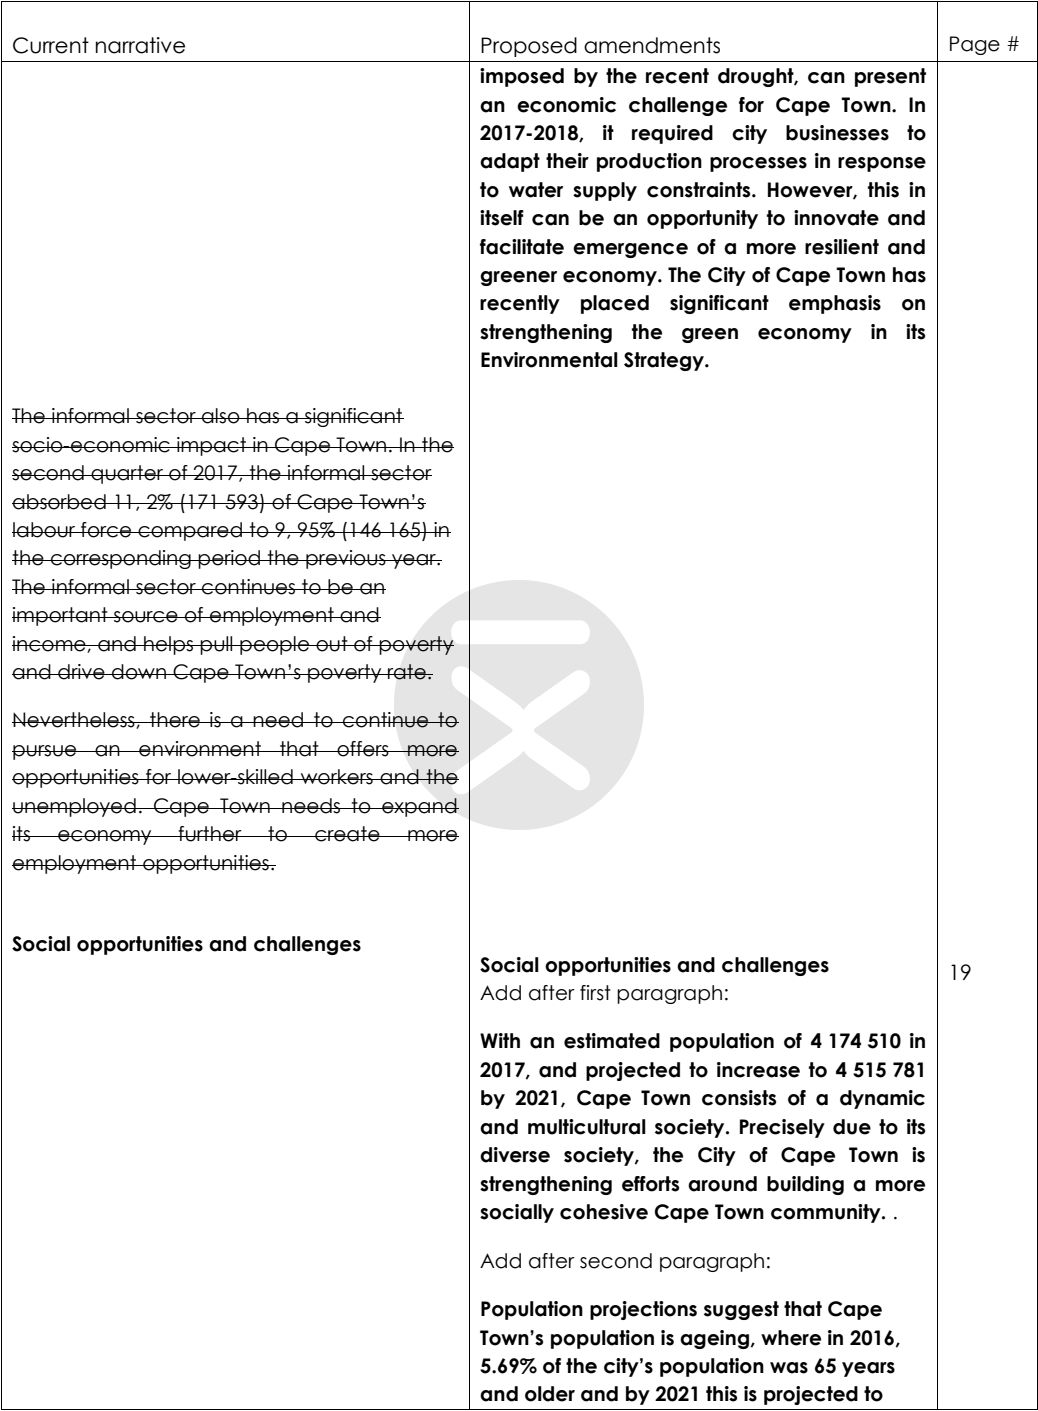 Current narrative
Proposed amendments
Page #
imposed by the recent drought, can present
an economic challenge for Cape Town. In
2017-2018, it required city businesses to
adapt their production processes in response
to water supply constraints. However, this in
itself can be an opportunity to innovate and
facilitate emergence of a more resilient and
greener economy. The City of Cape Town has
recently placed significant emphasis on
strengthening the green economy in its
Environmental Strategy.
The informal sector also has a significant
socio-economic impact in Cape Town. In the
second quarter of 2017, the informal sector
absorbed 11, 2% (171 593) of Cape Town's
labour force compared to 9, 95% (146 165) in
the corresponding period the previous year.
The informal sector continues to be an
important source of employment and
income, and helps pull people out of poverty
and drive down Cape Town's poverty rate.
Nevertheless, there is a need to continue to
pursue an environment that offers more
opportunities for lower-skilled workers and the
unemployed. Cape Town needs to expand
its economy further to create more
employment opportunities.
Social opportunities and challenges
Social opportunities and challenges
19
Add after first paragraph:
With an estimated population of 4 174 510 in
2017, and projected to increase to 4 515 781
by 2021, Cape Town consists of a dynamic
and multicultural society. Precisely due to its
diverse society, the City of Cape Town is
strengthening efforts around building a more
socially cohesive Cape Town community. .
Add after second paragraph:
Population projections suggest that Cape
Town's population is ageing, where in 2016,
5.69% of the city's population was 65 years
and older and by 2021 this is projected to